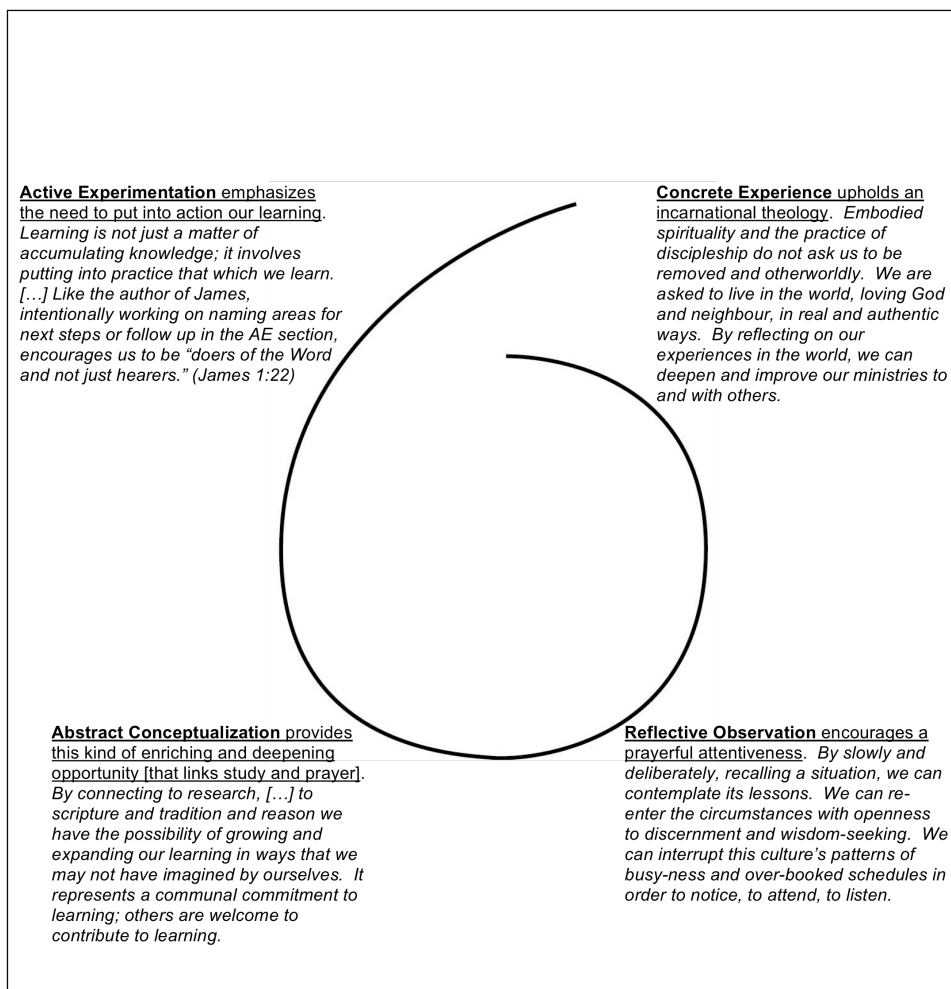 Active Experimentation emphasizes
the need to put into action our learning.
Learning is not just a matter of
accumulating knowledge; it involves
putting into practice that which we learn.
[…] Like the author of James,
intentionally working on naming areas for
next steps or follow up in the AE section,
encourages us to be “doers of the Word
and not just hearers.” (James 1:22)
Concrete Experience upholds an
incarnational theology.  Embodied
spirituality and the practice of
discipleship do not ask us to be
removed and otherworldly.  We are
asked to live in the world, loving God
and neighbour, in real and authentic
ways.  By reflecting on our
experiences in the world, we can
deepen and improve our ministries to
and with others.
Abstract Conceptualization provides
this kind of enriching and deepening
opportunity [that links study and prayer].
By connecting to research, […] to
scripture and tradition and reason we
have the possibility of growing and
expanding our learning in ways that we
may not have imagined by ourselves.  It
represents a communal commitment to
learning; others are welcome to
contribute to learning.
Reflective Observation encourages a
prayerful attentiveness.  By slowly and
deliberately, recalling a situation, we can
contemplate its lessons.  We can re-
enter the circumstances with openness
to discernment and wisdom-seeking.  We
can interrupt this culture’s patterns of
busy-ness and over-booked schedules in
order to notice, to attend, to listen.